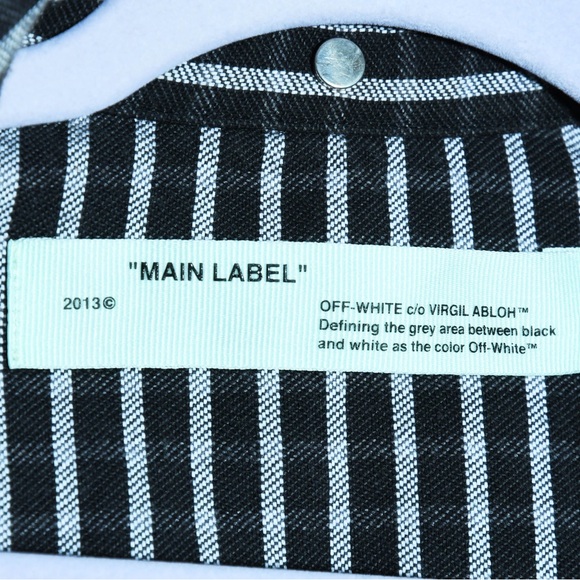 "MAIN LABEL"
2013©
OFF-WHITE c/o VIRGIL ABLOH™
Defining the grey area between black
and white as the color Off-White™